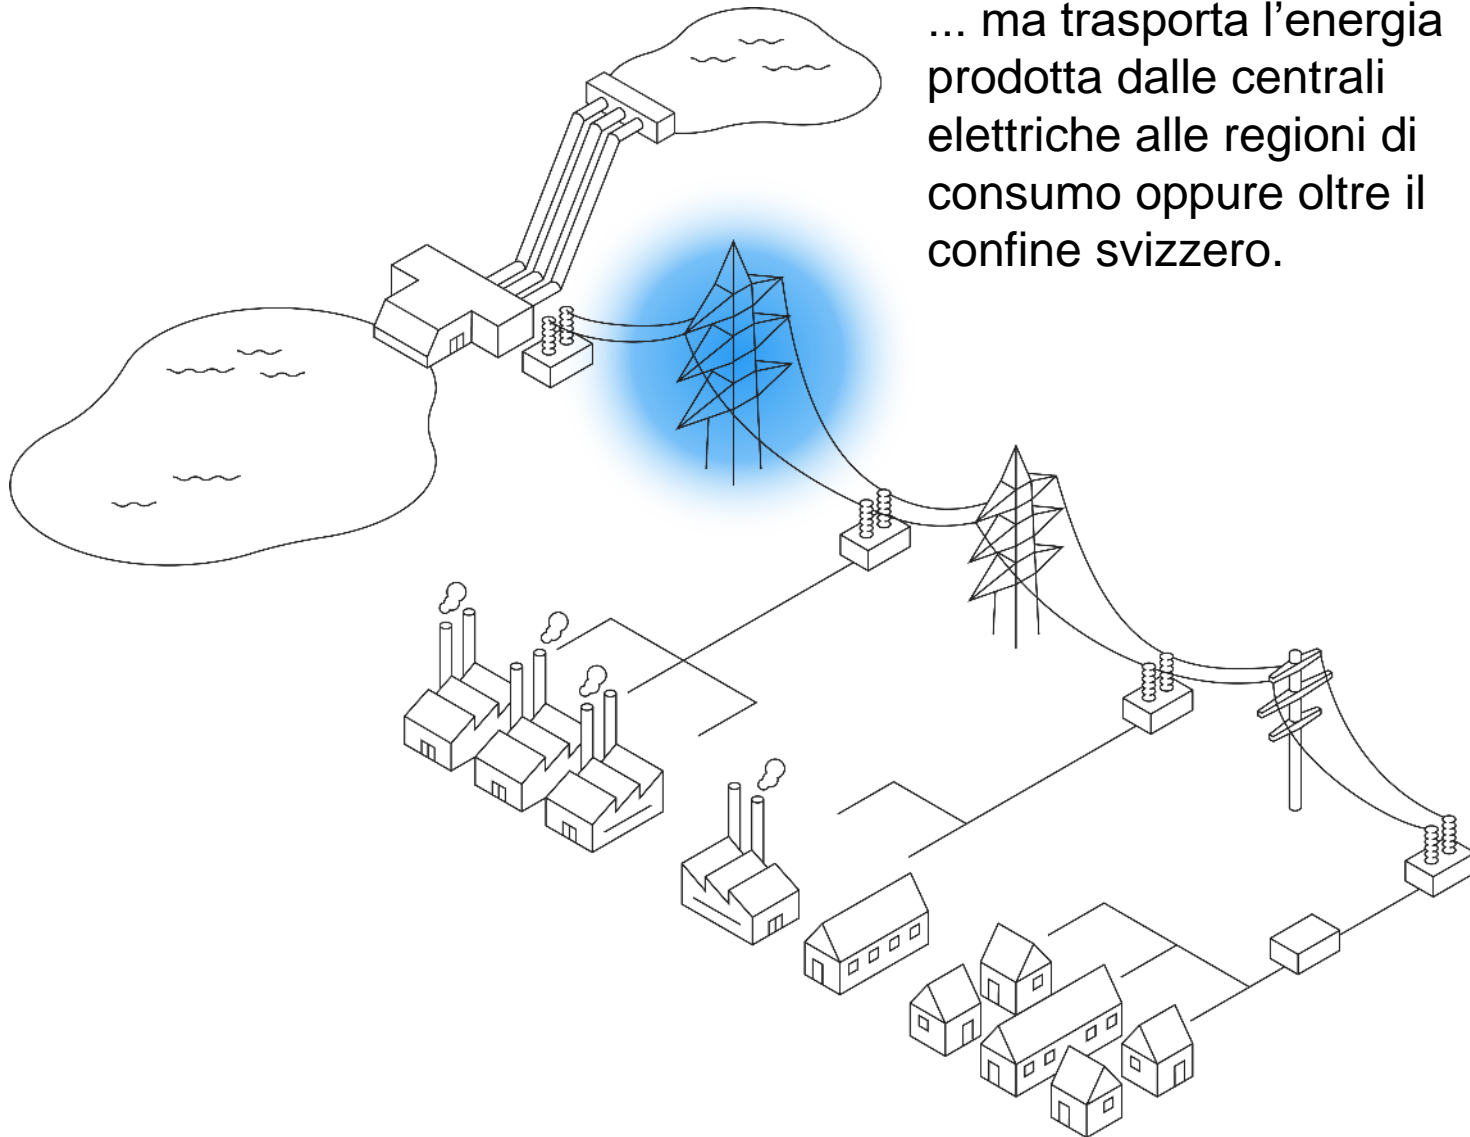 ... ma trasporta l’energia
prodotta dalle centrali
elettriche alle regioni di
consumo oppure oltre il
confine svizzero.